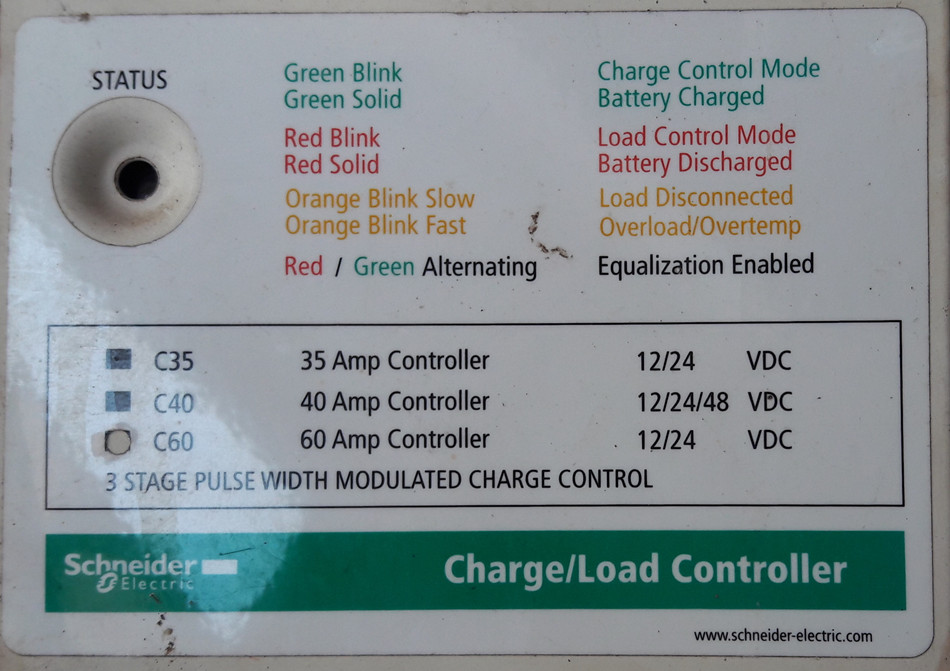 STATUS
Green Blink Charge Control Mode
Green Solid Battery Charged
Red Blink Load Control Mode
Red Solid Battery Discharged
Orange Blink Slow Load Disconnected
Orange Blink Fast Overload/Overtemp
Red / Green Alternating Equalization Enabled
C35 35 Amp Controller 12/24 VDC
C40 40 Amp Controller 12/24/48 VDC
C60 60 Amp Controller 12/24 VDC
3 STAGE PULSE WIDTH MODULATED CHARGE CONTROL
Schneider Electric
Charge/Load Controller
www.schneider-electric.com